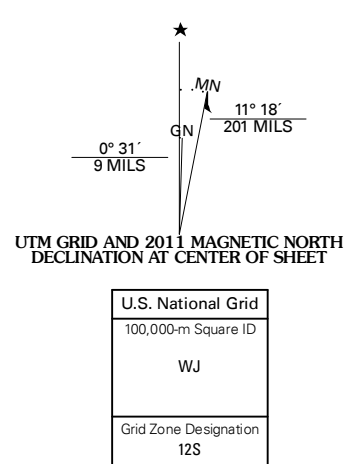 ★
MN
GN
11° 18´
201 MILS
0° 31´
9 MILS
UTM GRID AND 2011 MAGNETIC NORTH
DECLINATION AT CENTER OF SHEET
U.S. National Grid
100,000-m Square ID
WJ
Grid Zone Designation
12S